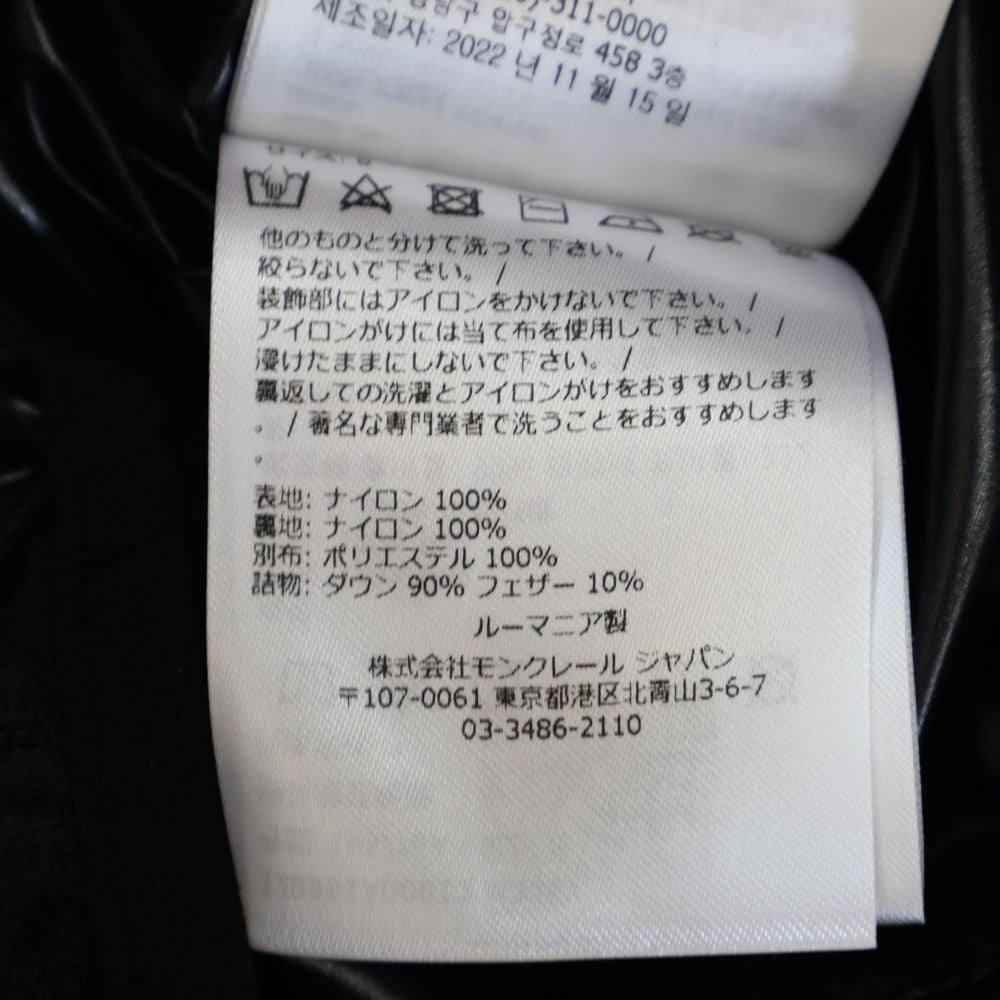 311-0000
압구정로 458 3층
제조일자: 2022 년 11 월 15 일
他のものと分けて洗って下さい。 /
絞らないで下さい。 /
装飾部にはアイロンをかけないで下さい。 /
アイロンがけには当て布を使用して下さい。 /
浸けたままにしないで下さい。 /
裏返しての洗濯とアイロンがけをおすすめします
。 / 著名な専門業者で洗うことをおすすめします
。
表地: ナイロン 100%
裏地: ナイロン 100%
別布: ポリエステル 100%
詰物: ダウン 90% フェザー 10%
ルーマニア製
株式会社モンクレール ジャパン
〒107-0061 東京都港区北青山3-6-7
03-3486-2110